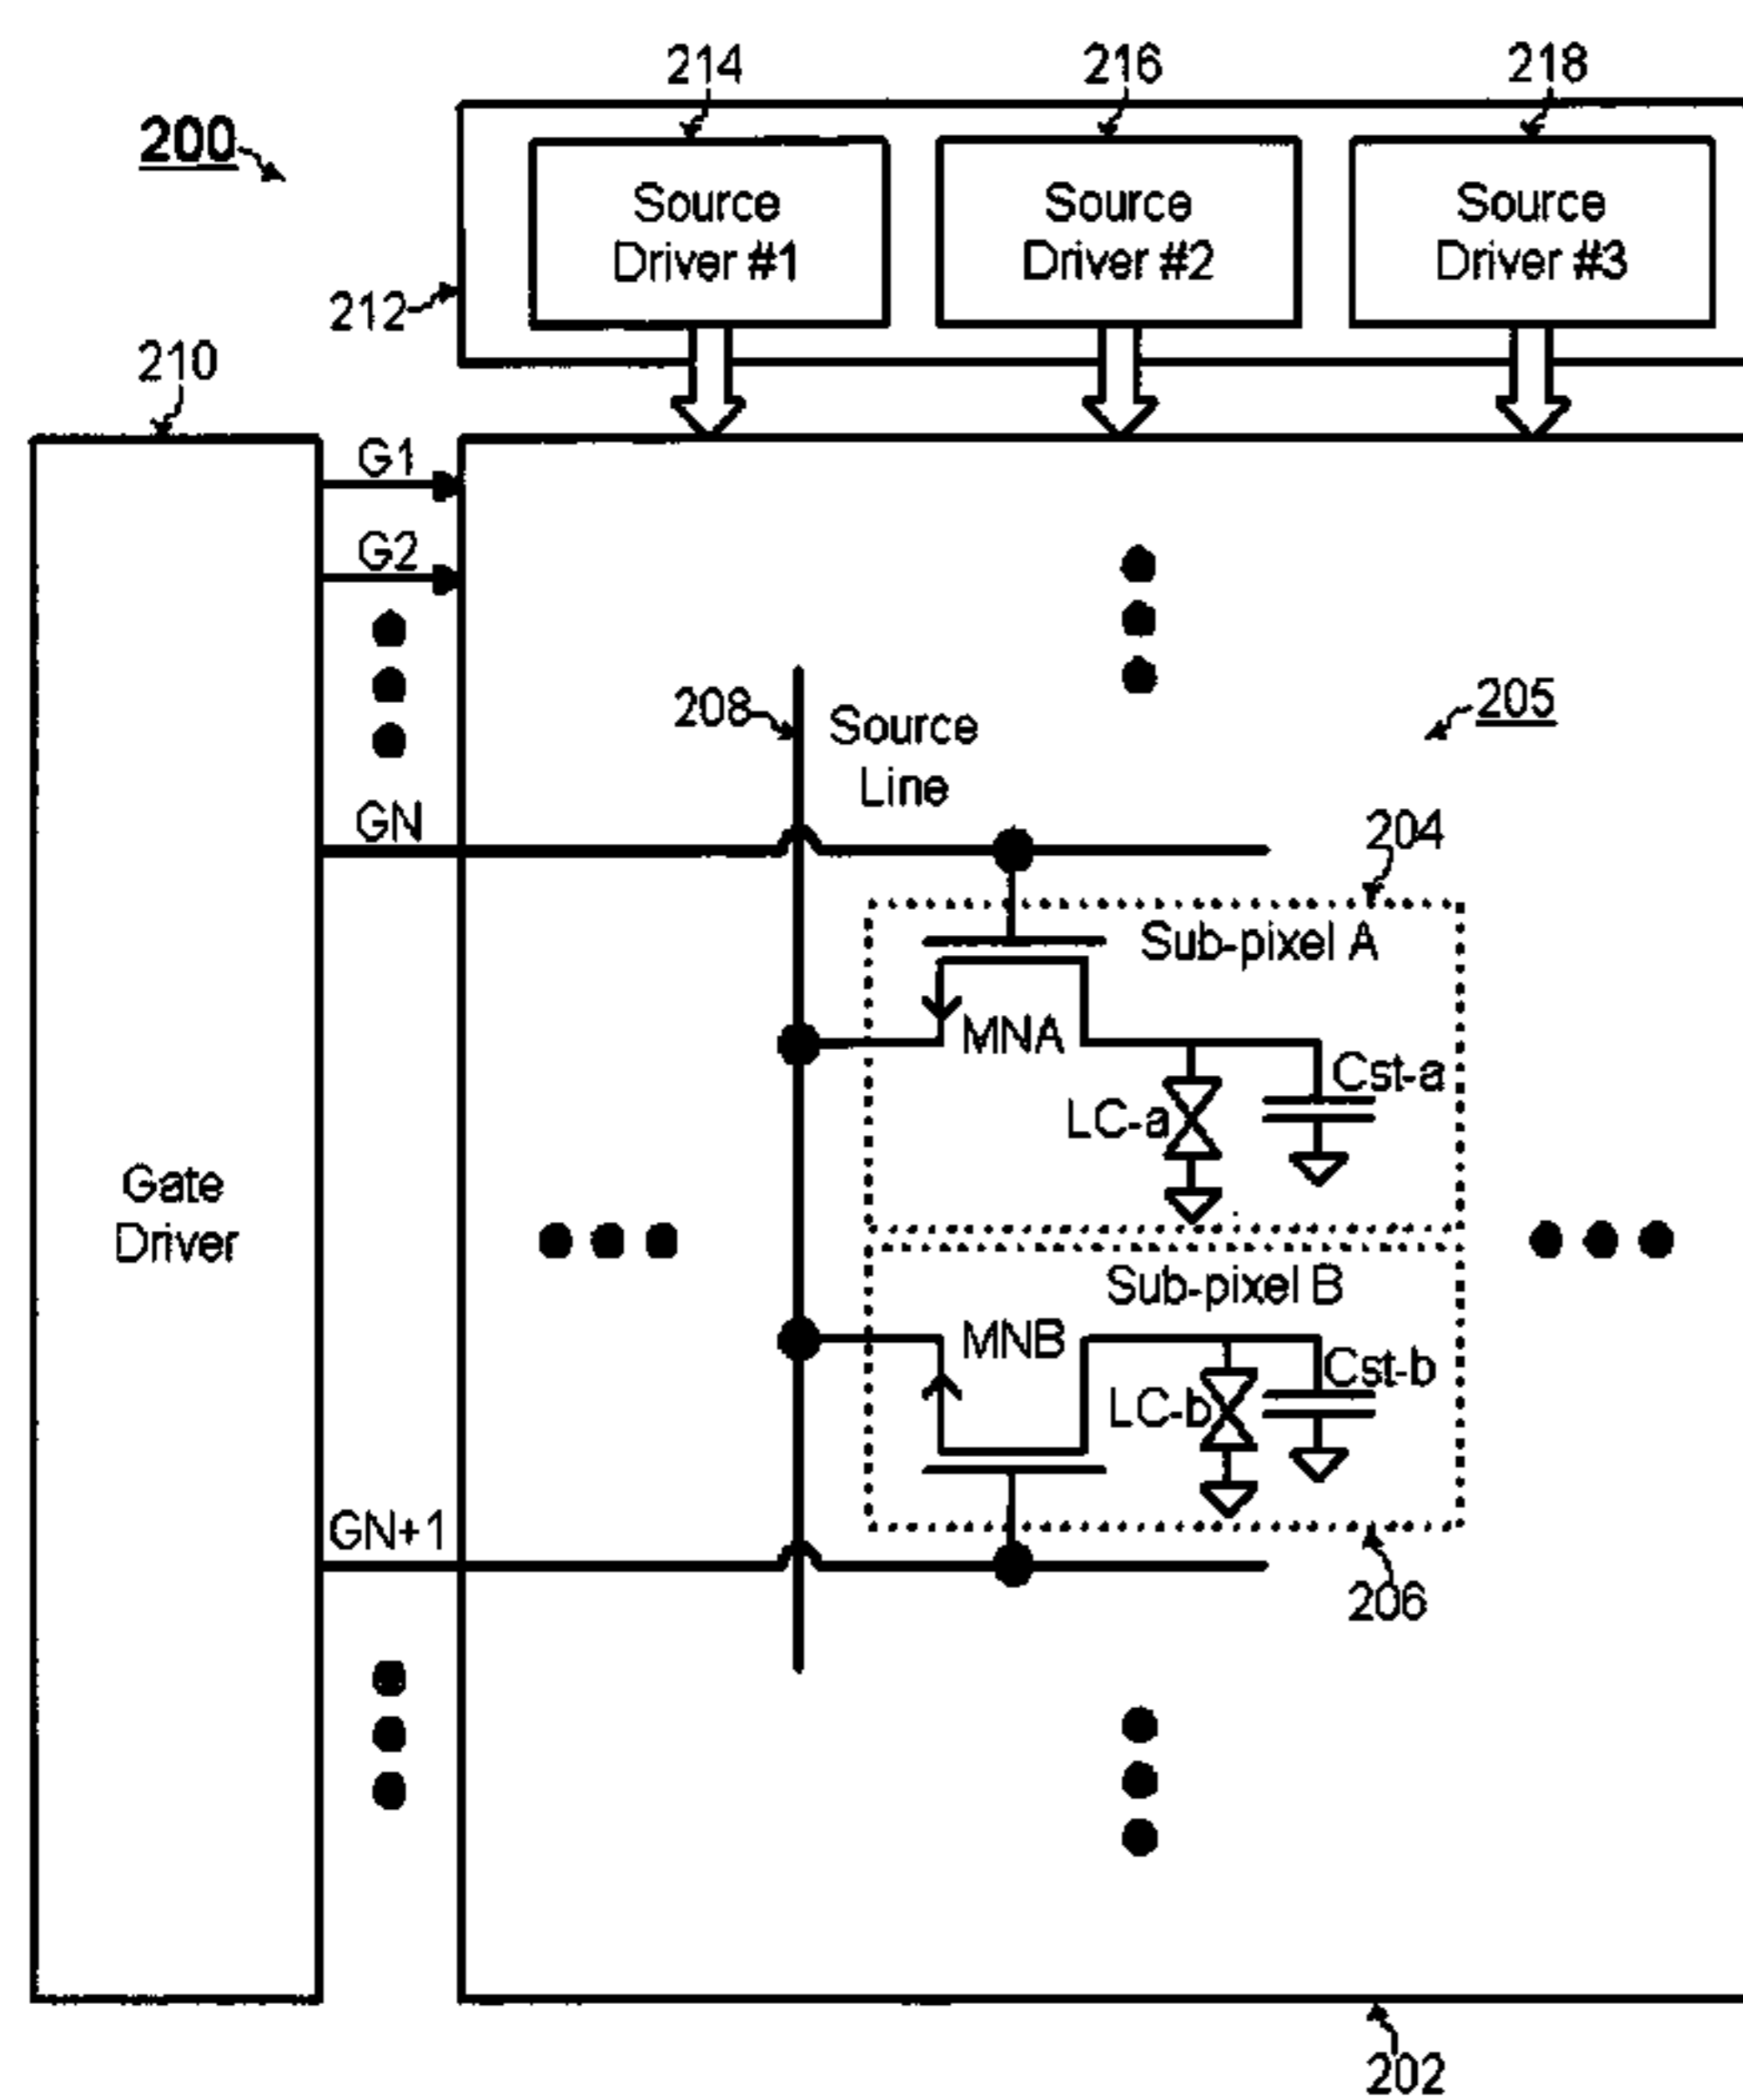 214
216
218
200
Source
Driver #1
Source
Driver #2
Source
Driver #3
212
210
G1
G2
208
Source
Line
205
GN
204
Sub-pixel A
MNA
Cst-a
LC-a
Gate
Driver
Sub-pixel B
MNB
Cst-b
LC-b
GN+1
206
202